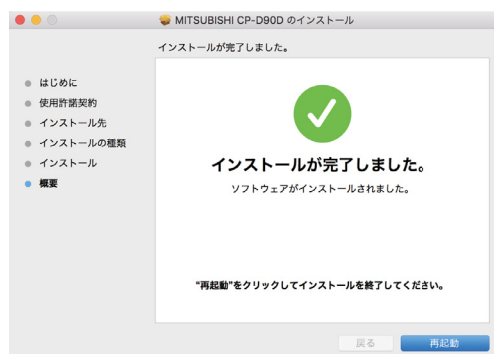 MITSUBISHI CP-D90D のインストール
インストールが完了しました。
はじめに
使用許諾契約
インストール先
インストールの種類
インストール
概要
インストールが完了しました。
ソフトウェアがインストールされました。
“再起動”をクリックしてインストールを終了してください。
戻る
再起動